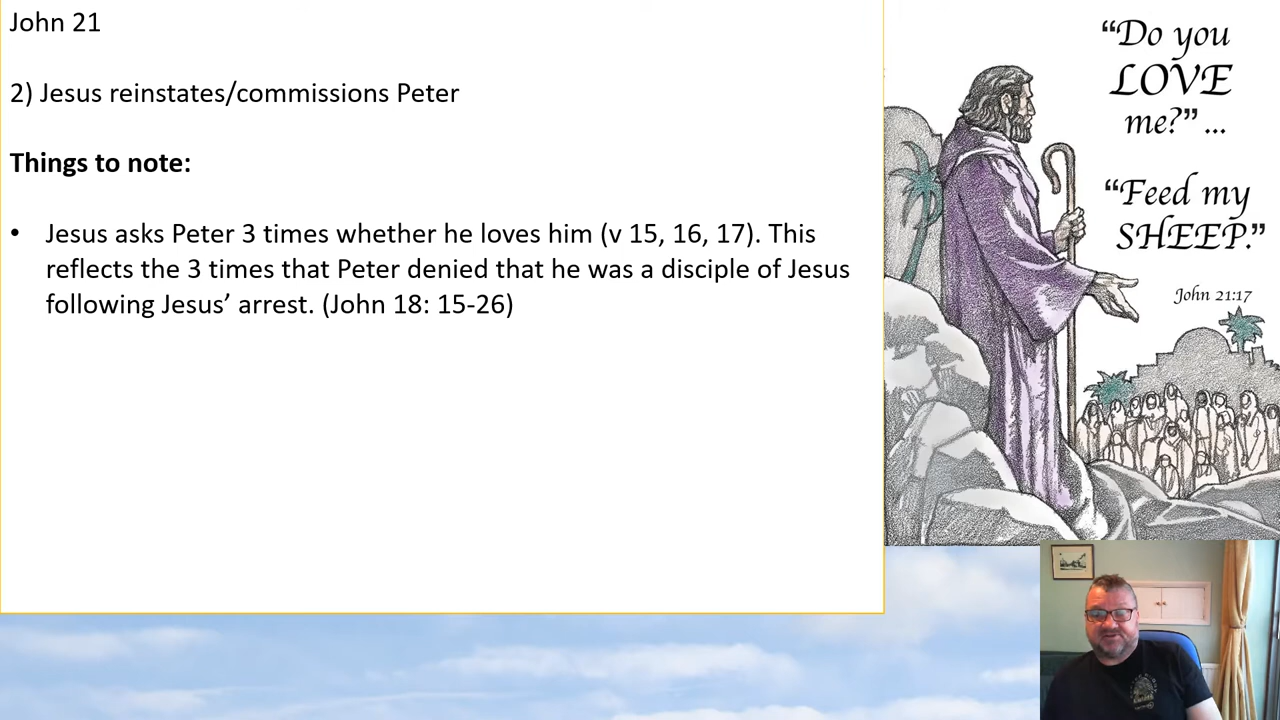 John 21
2) Jesus reinstates/commissions Peter
Things to note:
• Jesus asks Peter 3 times whether he loves him (v 15, 16, 17). This
reflects the 3 times that Peter denied that he was a disciple of Jesus
following Jesus’ arrest. (John 18: 15-26)
“Do you
LOVE
me?” ...
“Feed my
SHEEP.”
John 21:17